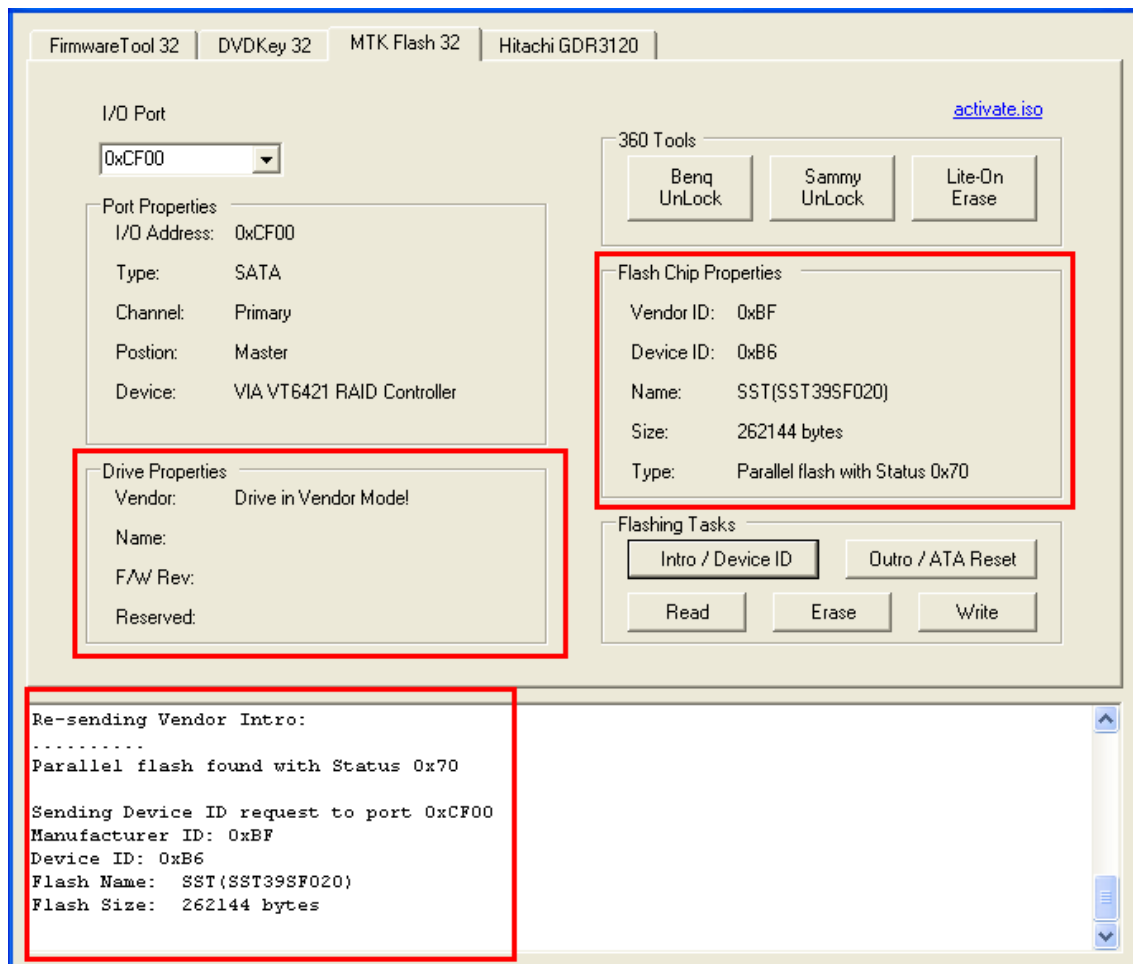 FirmwareTool 32
DVDKey 32
MTK Flash 32
Hitachi GDR3120
I/O Port
0xCF00
activate.iso
Port Properties
I/O Address: 0xCF00
Type: SATA
Channel: Primary
Postion: Master
Device: VIA VT6421 RAID Controller
Drive Properties
Vendor: Drive in Vendor Mode!
Name:
F/W Rev:
Reserved:
360 Tools
Benq
UnLock
Sammy
UnLock
Lite-On
Erase
Flash Chip Properties
Vendor ID: 0xBF
Device ID: 0xB6
Name: SST(SST39SF020)
Size: 262144 bytes
Type: Parallel flash with Status 0x70
Flashing Tasks
Intro / Device ID
Outro / ATA Reset
Read
Erase
Write
Re-sending Vendor Intro:
..........
Parallel flash found with Status 0x70
Sending Device ID request to port 0xCF00
Manufacturer ID: 0xBF
Device ID: 0xB6
Flash Name: SST(SST39SF020)
Flash Size: 262144 bytes